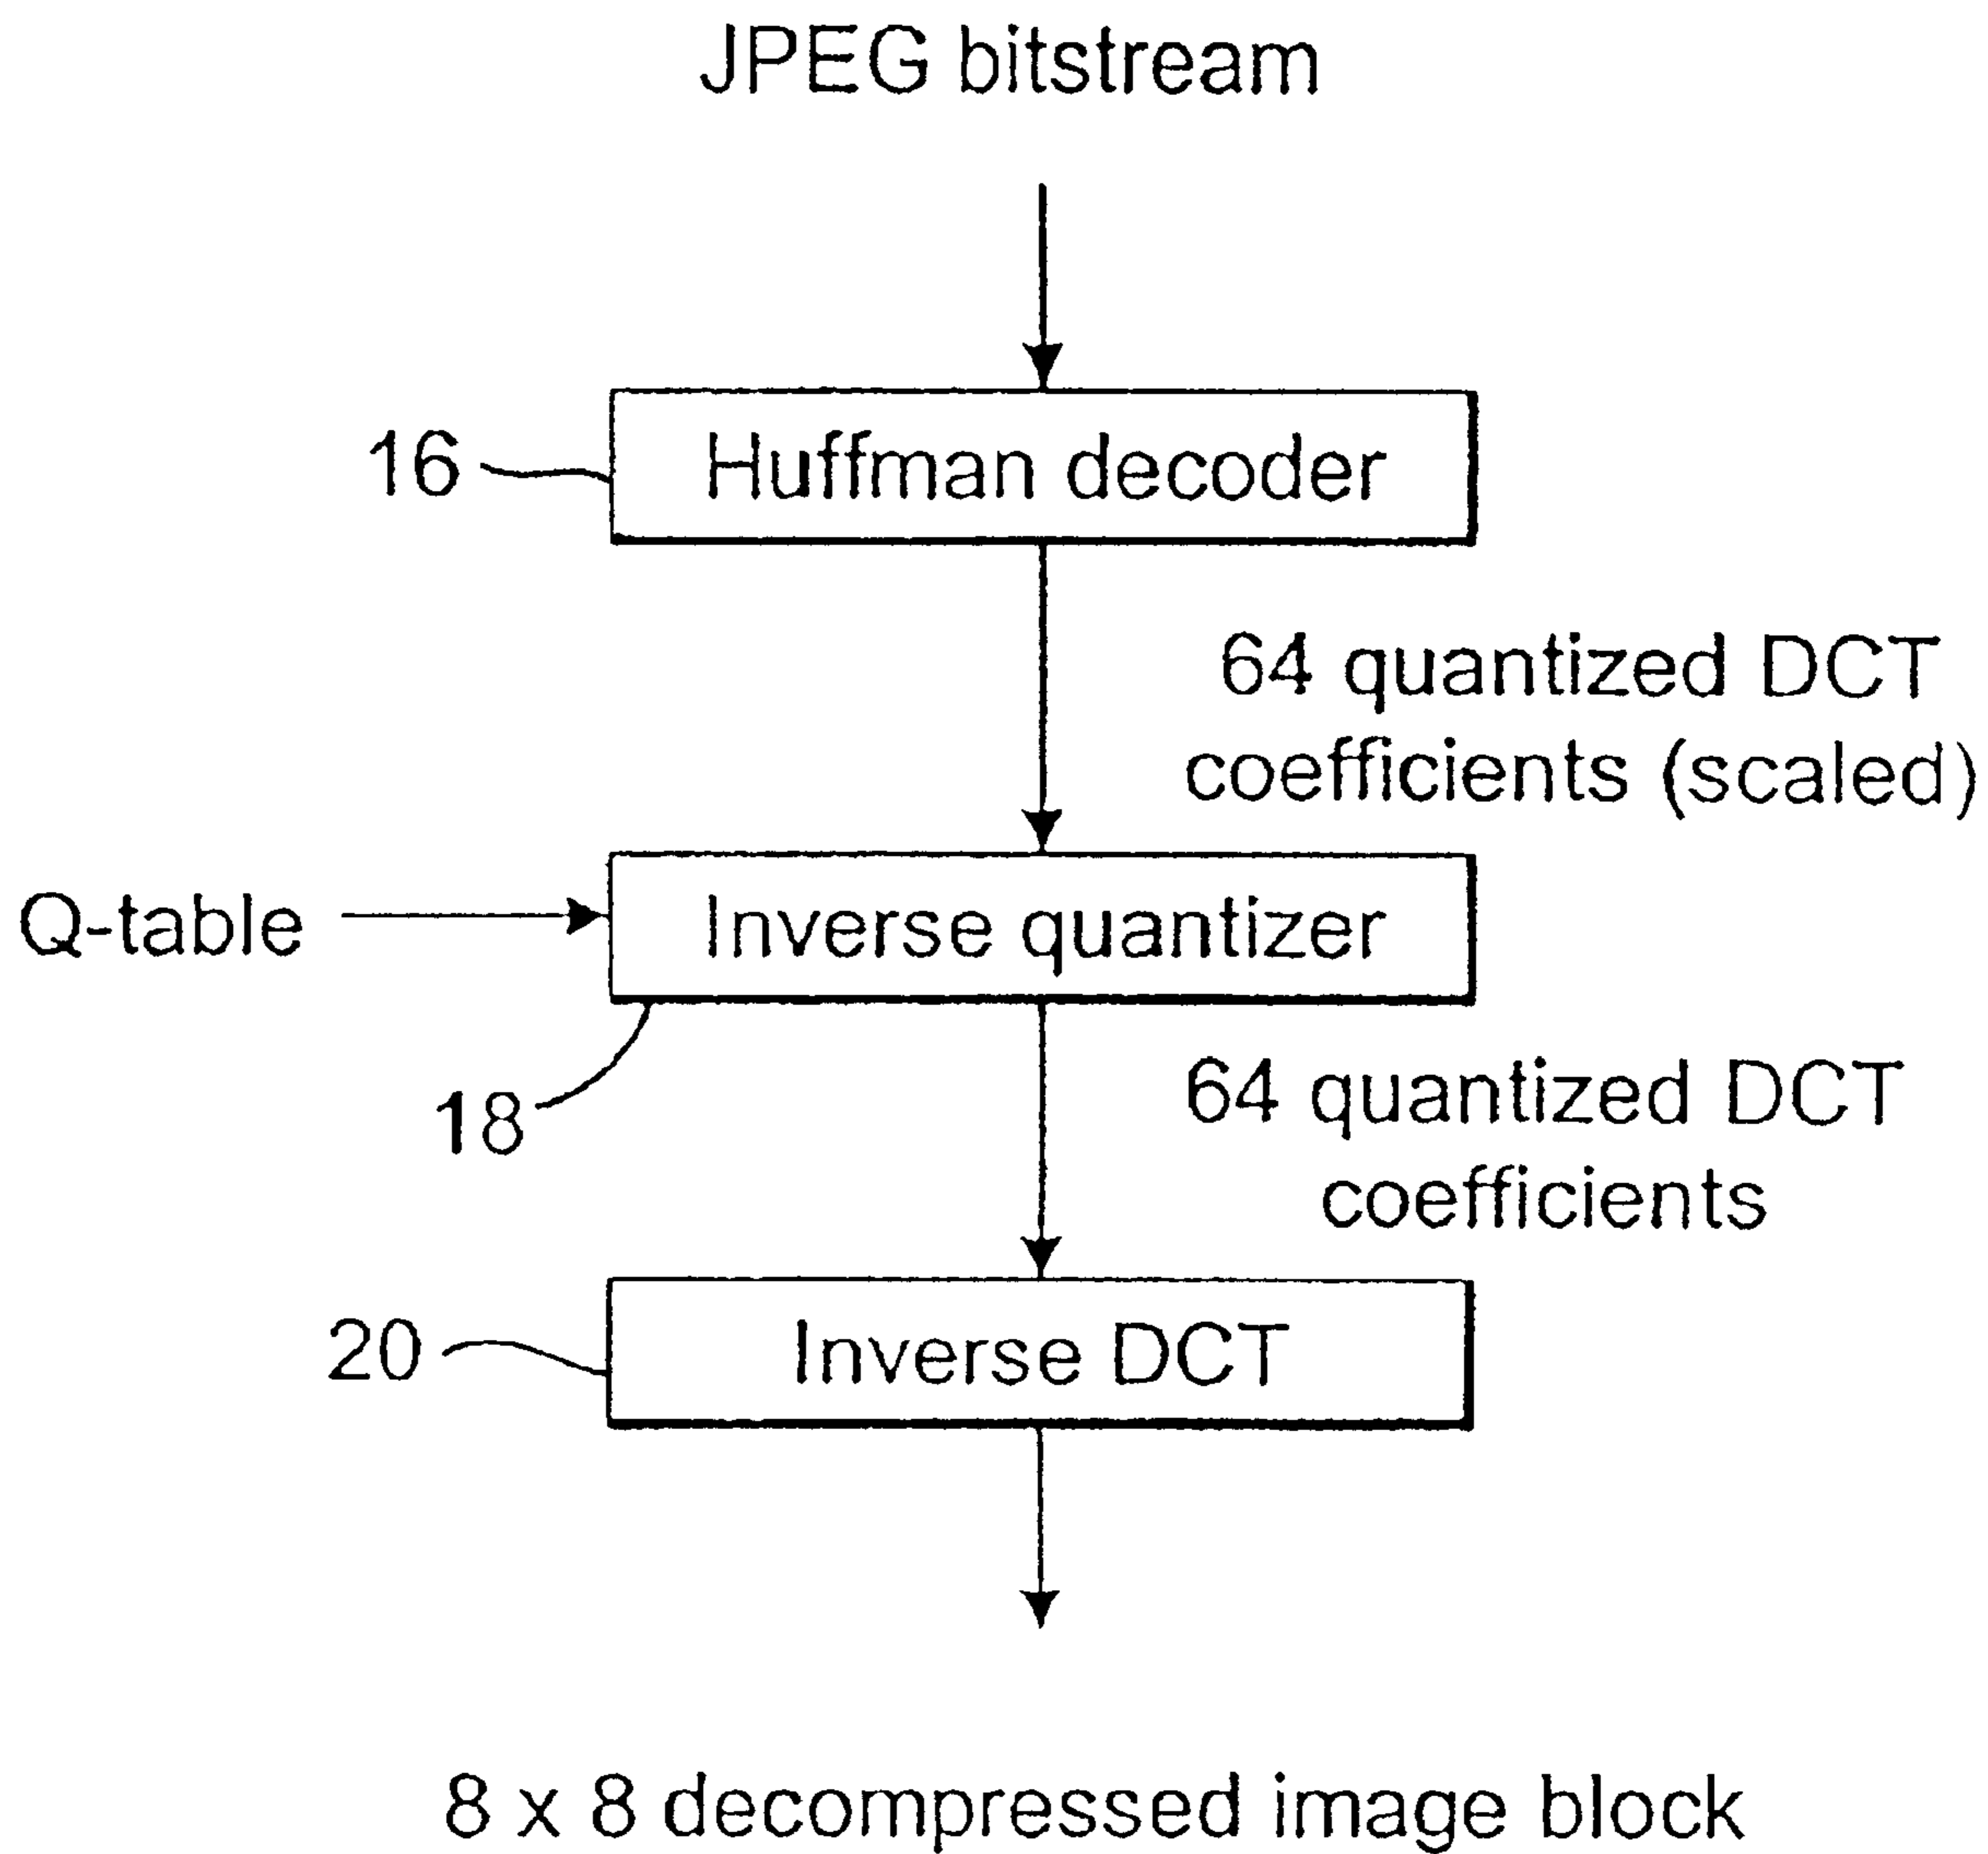 JPEG bitstream
16
Huffman decoder
64 quantized DCT
coefficients (scaled)
Q-table
Inverse quantizer
18
64 quantized DCT
coefficients
20
Inverse DCT
8 x 8 decompressed image block